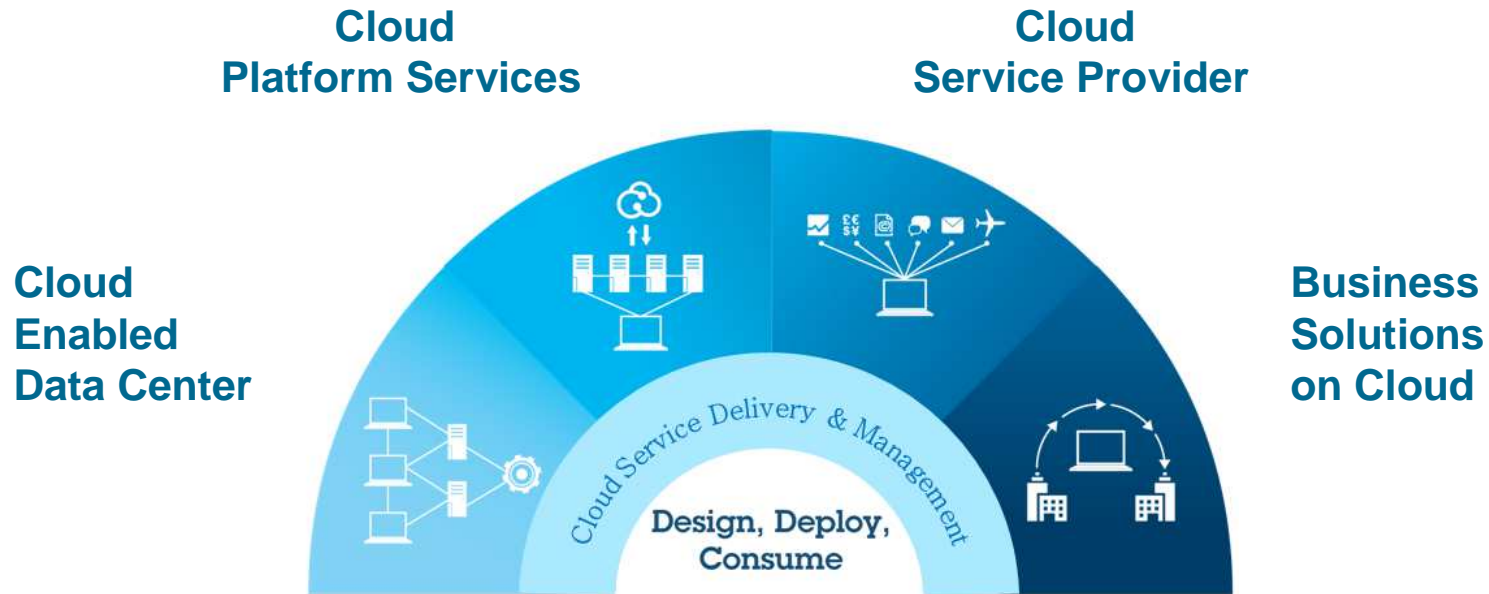 Cloud
Platform Services
Cloud
Service Provider
Cloud
Enabled
Data Center
Business
Solutions
on Cloud
£€
$¥
@
Cloud Service Delivery & Management
Design, Deploy,
Consume